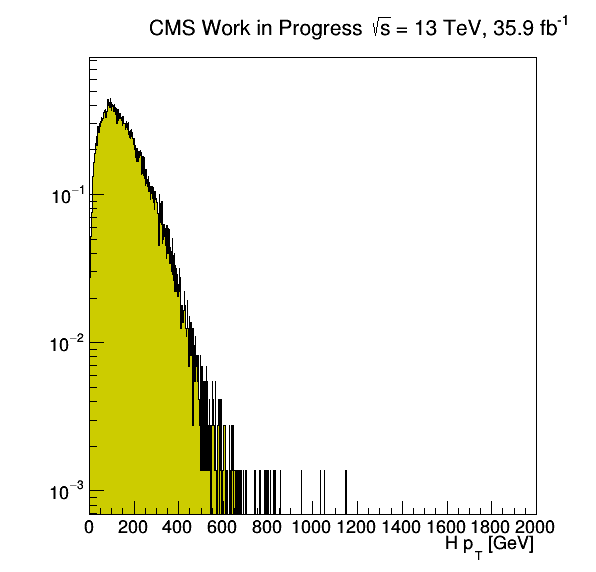 CMS Work in Progress √s = 13 TeV, 35.9 fb⁻¹
10⁻¹
10⁻²
10⁻³
0 200 400 600 800 1000 1200 1400 1600 1800 2000
H p_T [GeV]